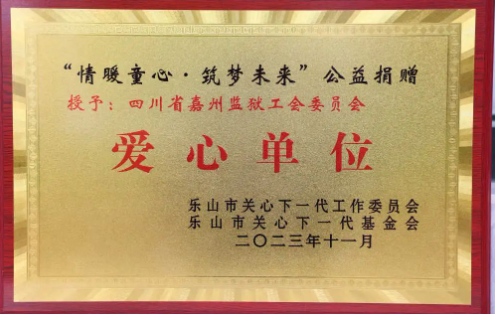 “情暖童心·筑梦未来”公益捐赠
授予：四川省嘉州监狱工会委员会
爱心单位
乐山市关心下一代工作委员会
乐山市关心下一代基金会
二〇二三年十一月